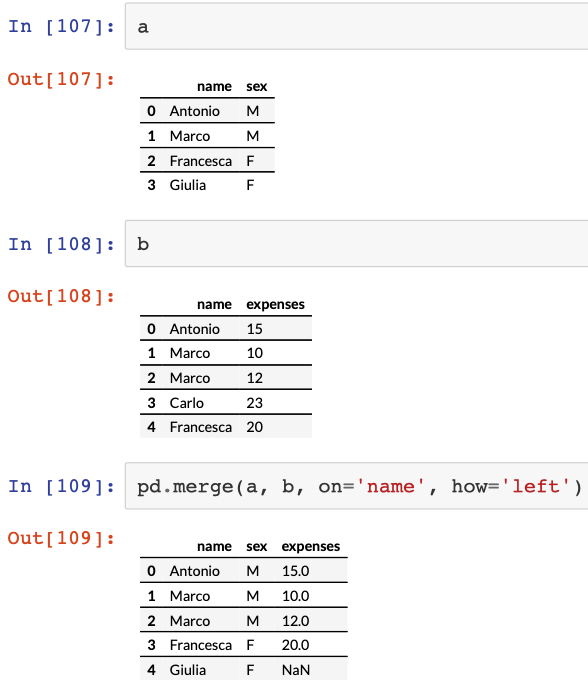 In [107]: a
Out[107]:
name sex
0 Antonio M
1 Marco M
2 Francesca F
3 Giulia F
In [108]: b
Out[108]:
name expenses
0 Antonio 15
1 Marco 10
2 Marco 12
3 Carlo 23
4 Francesca 20
In [109]: pd.merge(a, b, on='name', how='left')
Out[109]:
name sex expenses
0 Antonio M 15.0
1 Marco M 10.0
2 Marco M 12.0
3 Francesca F 20.0
4 Giulia F NaN